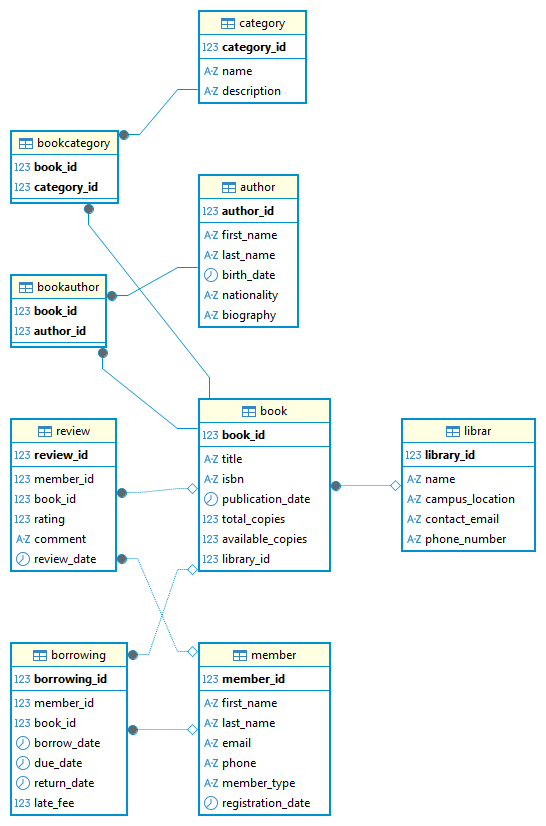 category
123 category_id
A-Z name
A-Z description
bookcategory
123 book_id
123 category_id
author
123 author_id
A-Z first_name
A-Z last_name
birth_date
A-Z nationality
A-Z biography
bookauthor
123 book_id
123 author_id
book
123 book_id
A-Z title
A-Z isbn
publication_date
123 total_copies
123 available_copies
123 library_id
review
123 review_id
123 member_id
123 book_id
123 rating
A-Z comment
review_date
librar
123 library_id
A-Z name
A-Z campus_location
A-Z contact_email
A-Z phone_number
borrowing
123 borrowing_id
123 member_id
123 book_id
borrow_date
due_date
return_date
123 late_fee
member
123 member_id
A-Z first_name
A-Z last_name
A-Z email
A-Z phone
A-Z member_type
registration_date